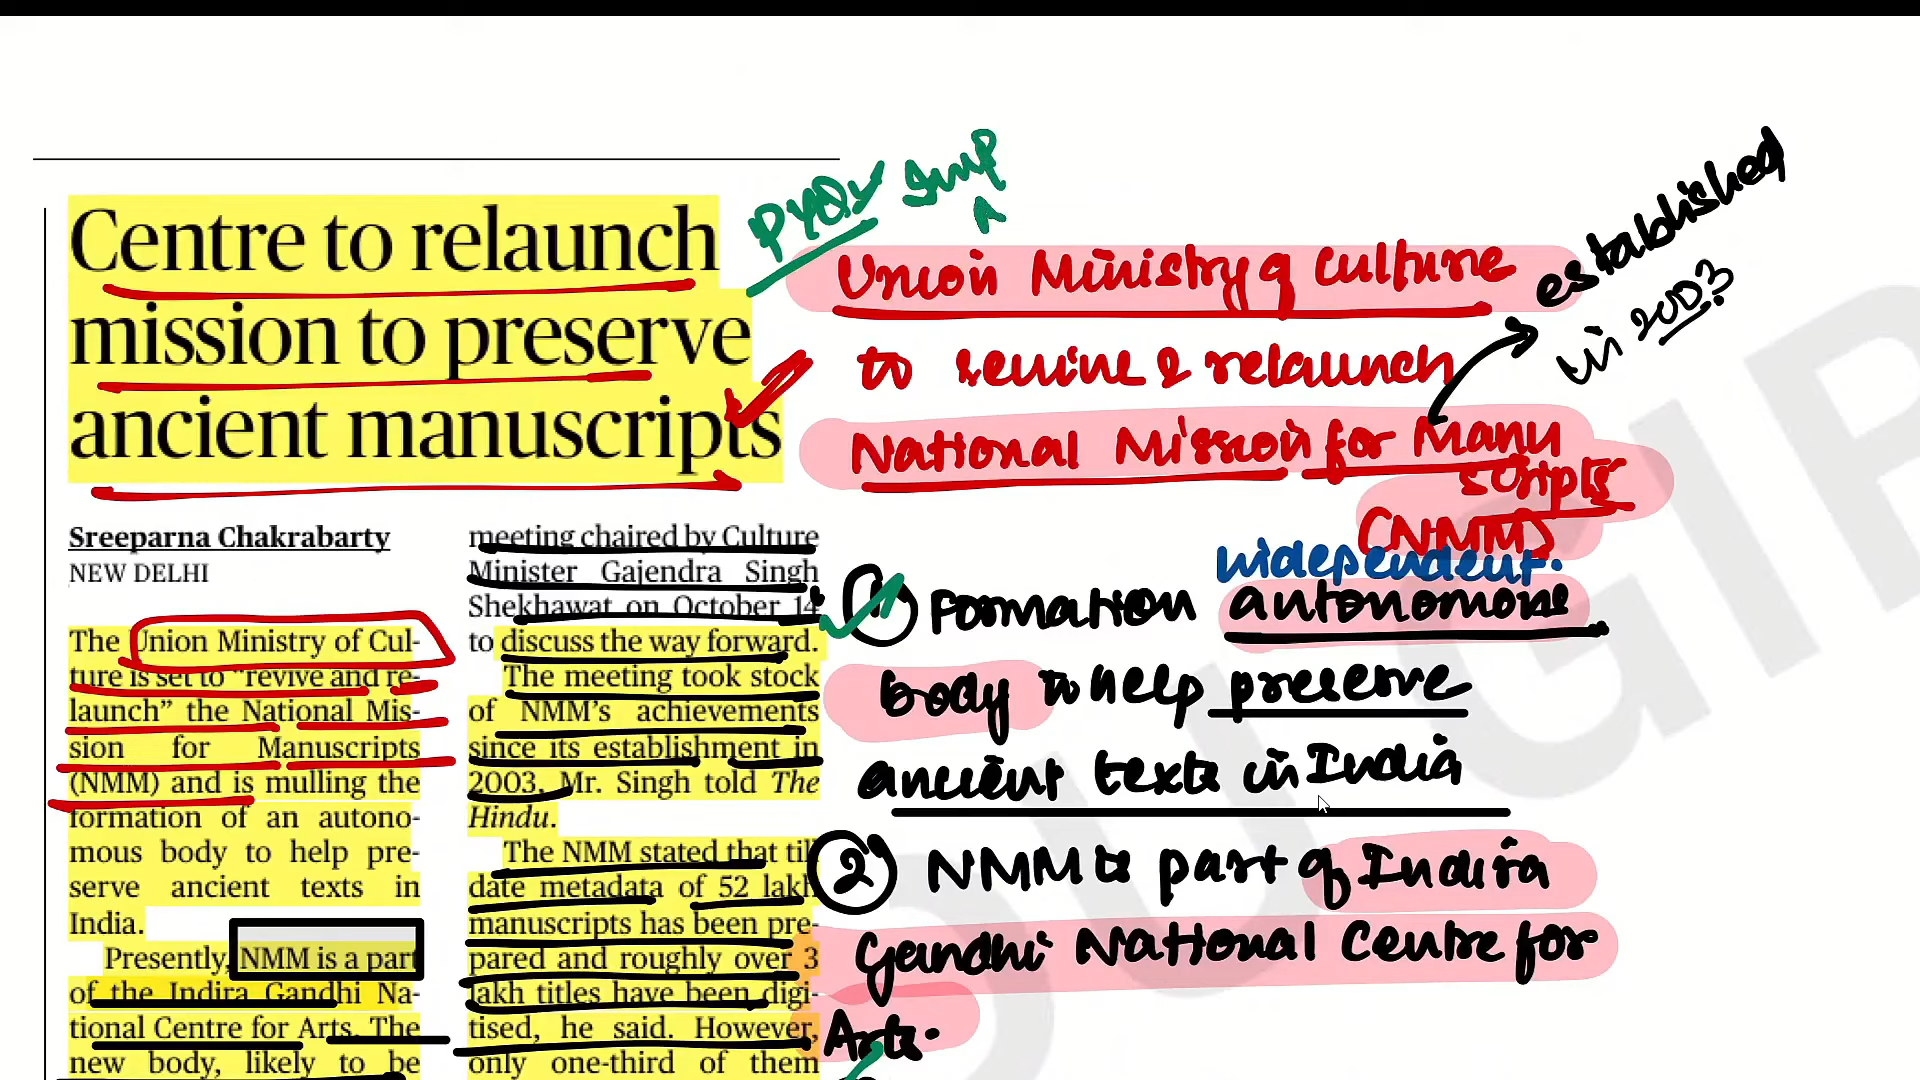 Centre to relaunch
mission to preserve
ancient manuscripts
Sreeparna Chakrabarty
NEW DELHI
The Union Ministry of Cul-
ture is set to “revive and re-
launch” the National Mis-
sion for Manuscripts
(NMM) and is mulling the
formation of an autono-
mous body to help pre-
serve ancient texts in
India.
Presently, NMM is a part
of the Indira Gandhi Na-
tional Centre for Arts. The
new body, likely to be
meeting chaired by Culture
Minister Gajendra Singh
Shekhawat on October 14
to discuss the way forward.
The meeting took stock
of NMM’s achievements
since its establishment in
2003, Mr. Singh told The
Hindu.
The NMM stated that till
date metadata of 52 lakh
manuscripts has been pre-
pared and roughly over 3
lakh titles have been digi-
tised, he said. However,
only one-third of them
PYQs Imp
Union Ministry of Culture
to revive & relaunch
National Mission for Manu
scripts
(NMM)
established
in 2003
independent.
① Formation autonomous
body to help preserve
ancient texts in India
② NMM is part of Indira
Gandhi National Centre for
Arts.